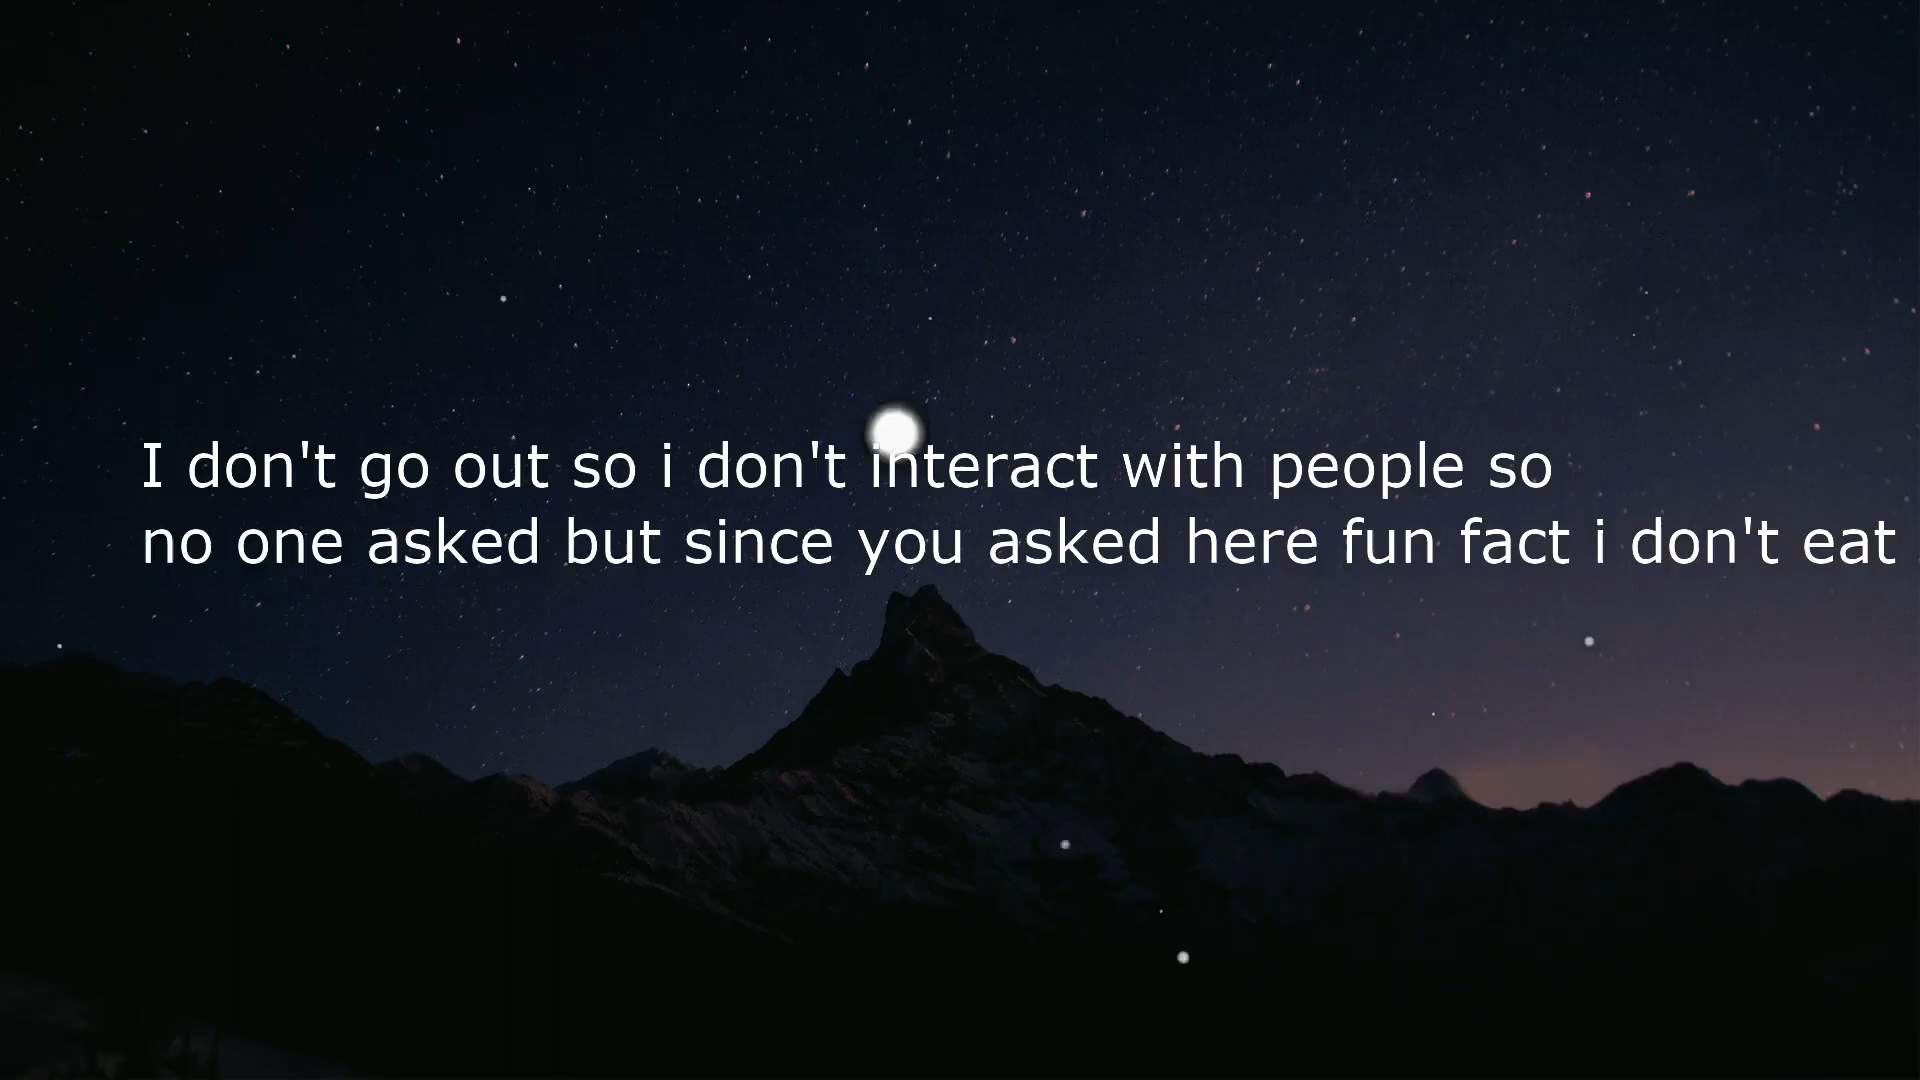 I don't go out so i don't interact with people so
no one asked but since you asked here fun fact i don't eat